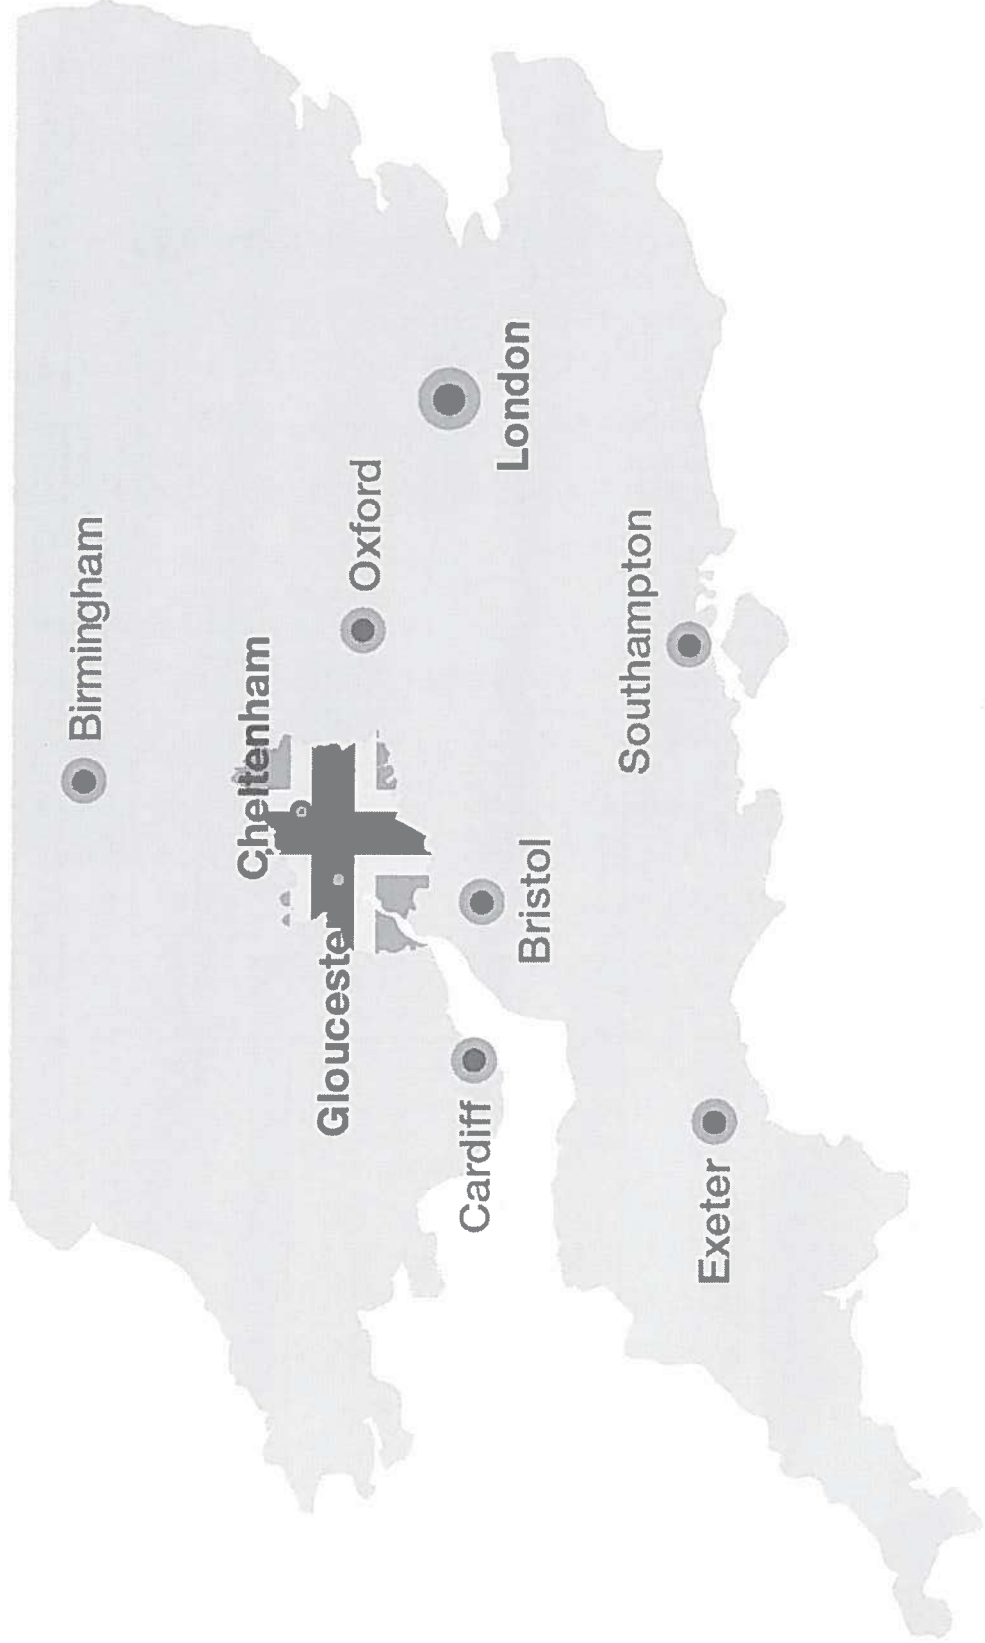 Birmingham
Cheltenham
Gloucester
Oxford
Cardiff
London
Bristol
Southampton
Exeter